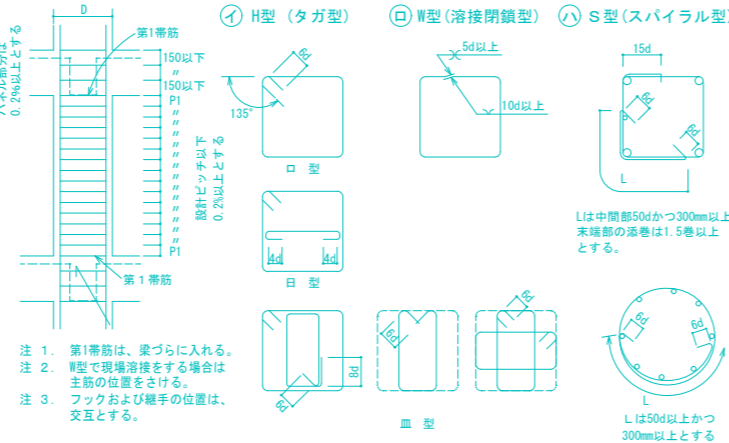 D
第1帯筋
パネル部分は
0.2%以上とする
150以下
〃
150以下
P1
〃
〃
〃
〃
〃
〃
〃
〃
〃
〃
〃
P1
設計ピッチ以下
0.2%以上とする
第1帯筋
注 1. 第1帯筋は、梁づらに入れる。
注 2. W型で現場溶接をする場合は
主筋の位置をさける。
注 3. フックおよび継手の位置は、
交互とする。
イ H型 (タガ型)
6d
135°
ロ 型
4d
4d
日 型
6d
8d
6d
6d
皿 型
ロ W型(溶接閉鎖型)
5d以上
10d以上
ハ S型(スパイラル型)
15d
6d
6d
L
Lは中間部50dかつ300mm以上
末端部の添巻は1.5巻以上
とする。
6d
6d
L
Lは50d以上かつ
300mm以上とする